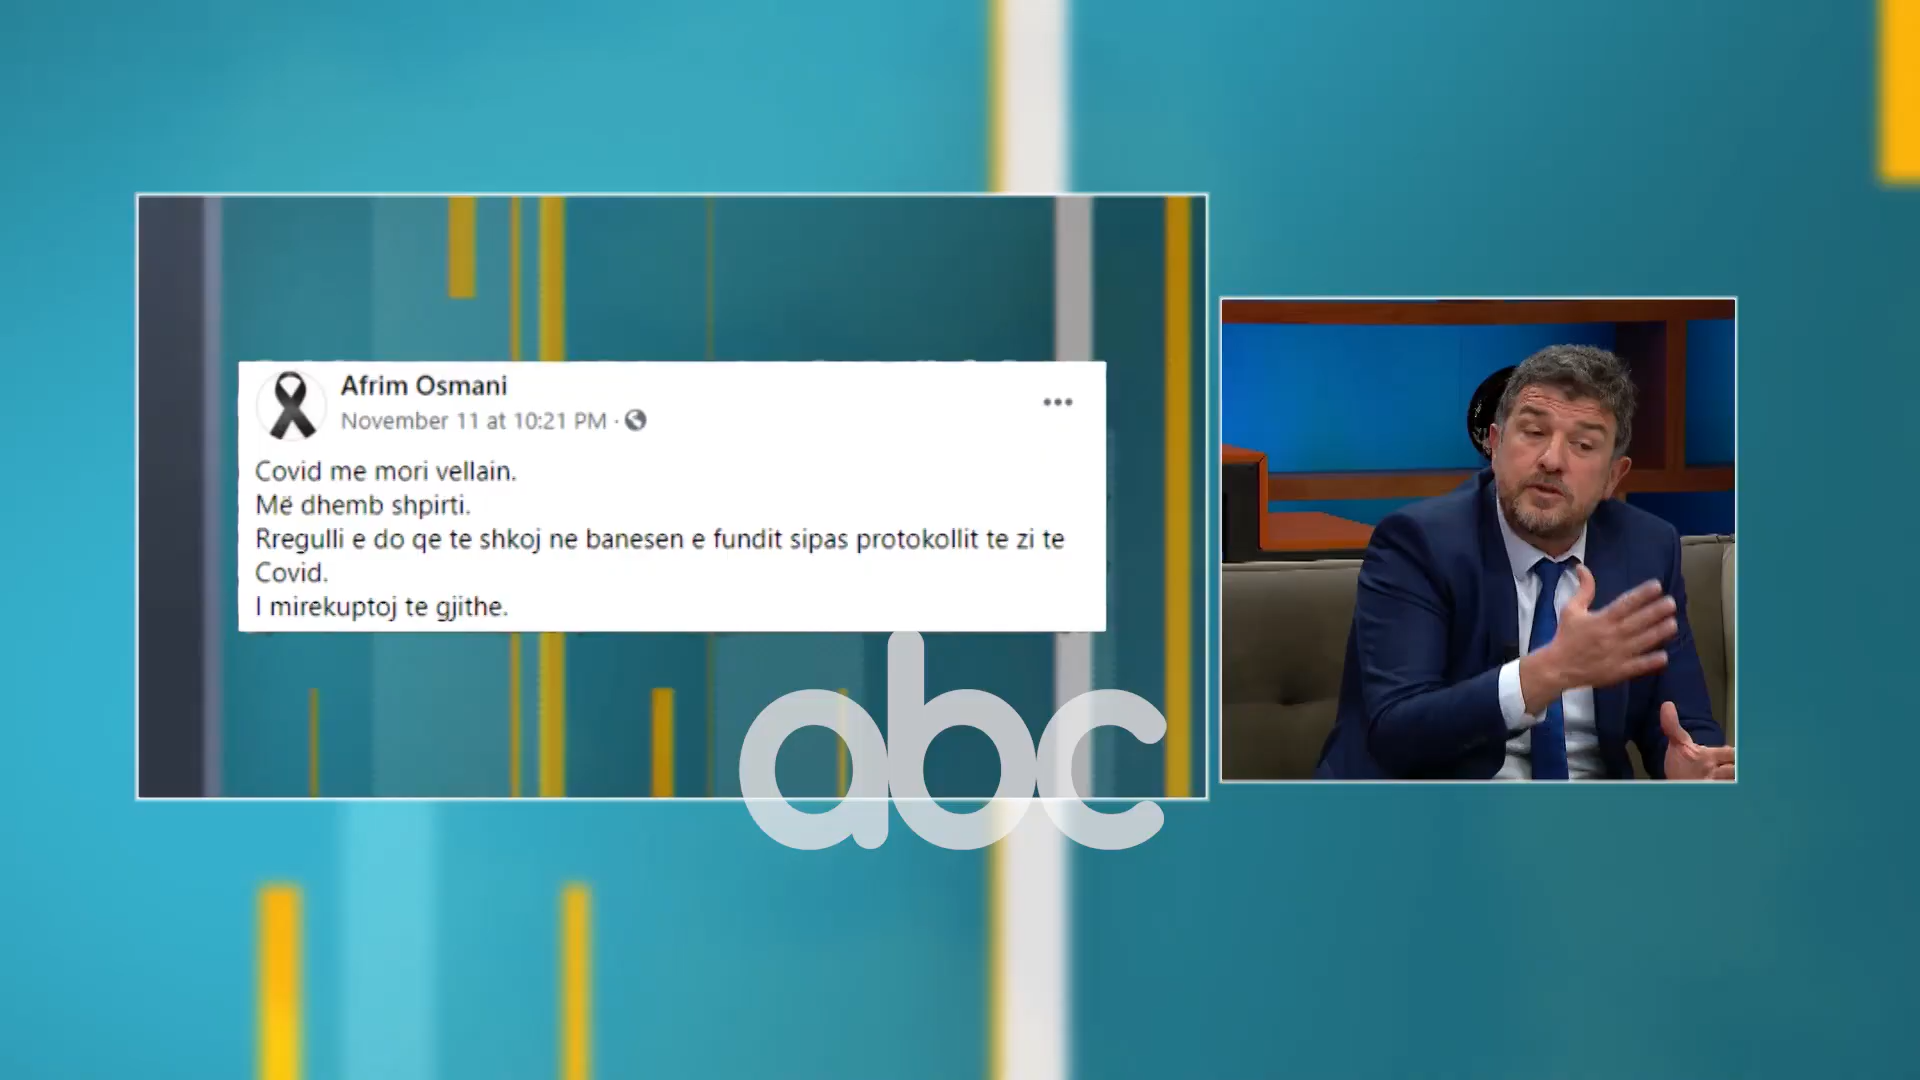 Afrim Osmani
November 11 at 10:21 PM ·
Covid me mori vellain.
Më dhemb shpirti.
Rregulli e do qe te shkoj ne banesen e fundit sipas protokollit te zi te
Covid.
I mirekuptoj te gjithe.
abc